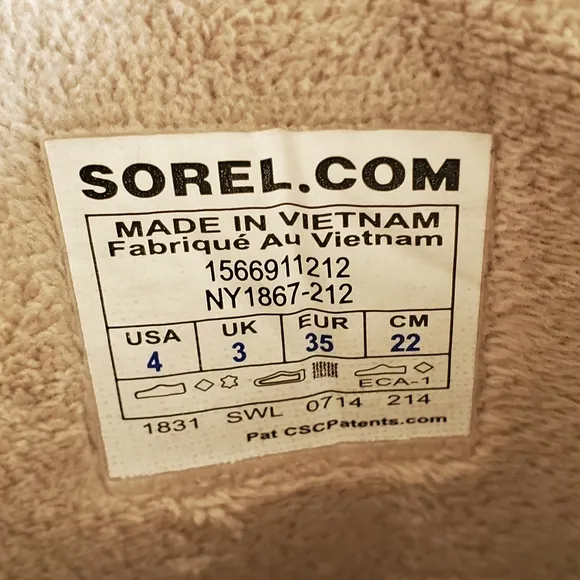 SOREL.COM
MADE IN VIETNAM
Fabriqué Au Vietnam
1566911212
NY1867-212
USA UK EUR CM
4 3 35 22
ECA-1
1831 SWL 0714 214
Pat CSCPatents.com